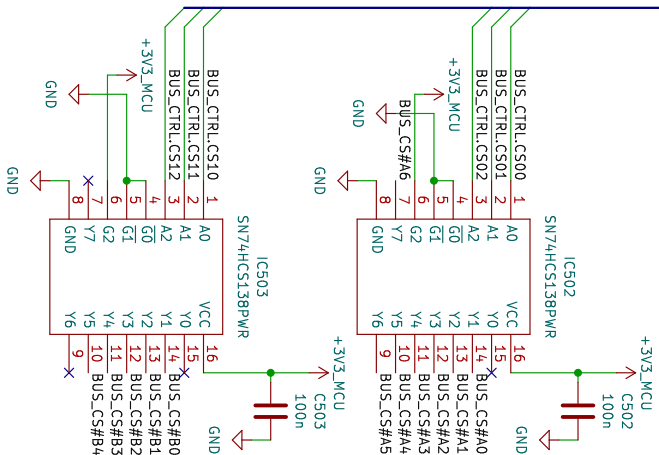 +3V3_MCU
GND
GND
BUS_CTRL.CS12
BUS_CTRL.CS11
BUS_CTRL.CS10
8
7
6
5
4
3
2
1
GND
Y7
G2
G1
G0
A2
A1
A0
SN74HCS138PWR
IC503
Y6
Y5
Y4
Y3
Y2
Y1
Y0
VCC
9
10
11
12
13
14
15
16
BUS_CS#B4
BUS_CS#B3
BUS_CS#B2
BUS_CS#B1
BUS_CS#B0
+3V3_MCU
C503
100n
GND
+3V3_MCU
GND
GND
BUS_CS#A6
BUS_CTRL.CS02
BUS_CTRL.CS01
BUS_CTRL.CS00
8
7
6
5
4
3
2
1
GND
Y7
G2
G1
G0
A2
A1
A0
SN74HCS138PWR
IC502
Y6
Y5
Y4
Y3
Y2
Y1
Y0
VCC
9
10
11
12
13
14
15
16
BUS_CS#A5
BUS_CS#A4
BUS_CS#A3
BUS_CS#A2
BUS_CS#A1
BUS_CS#A0
+3V3_MCU
C502
100n
GND